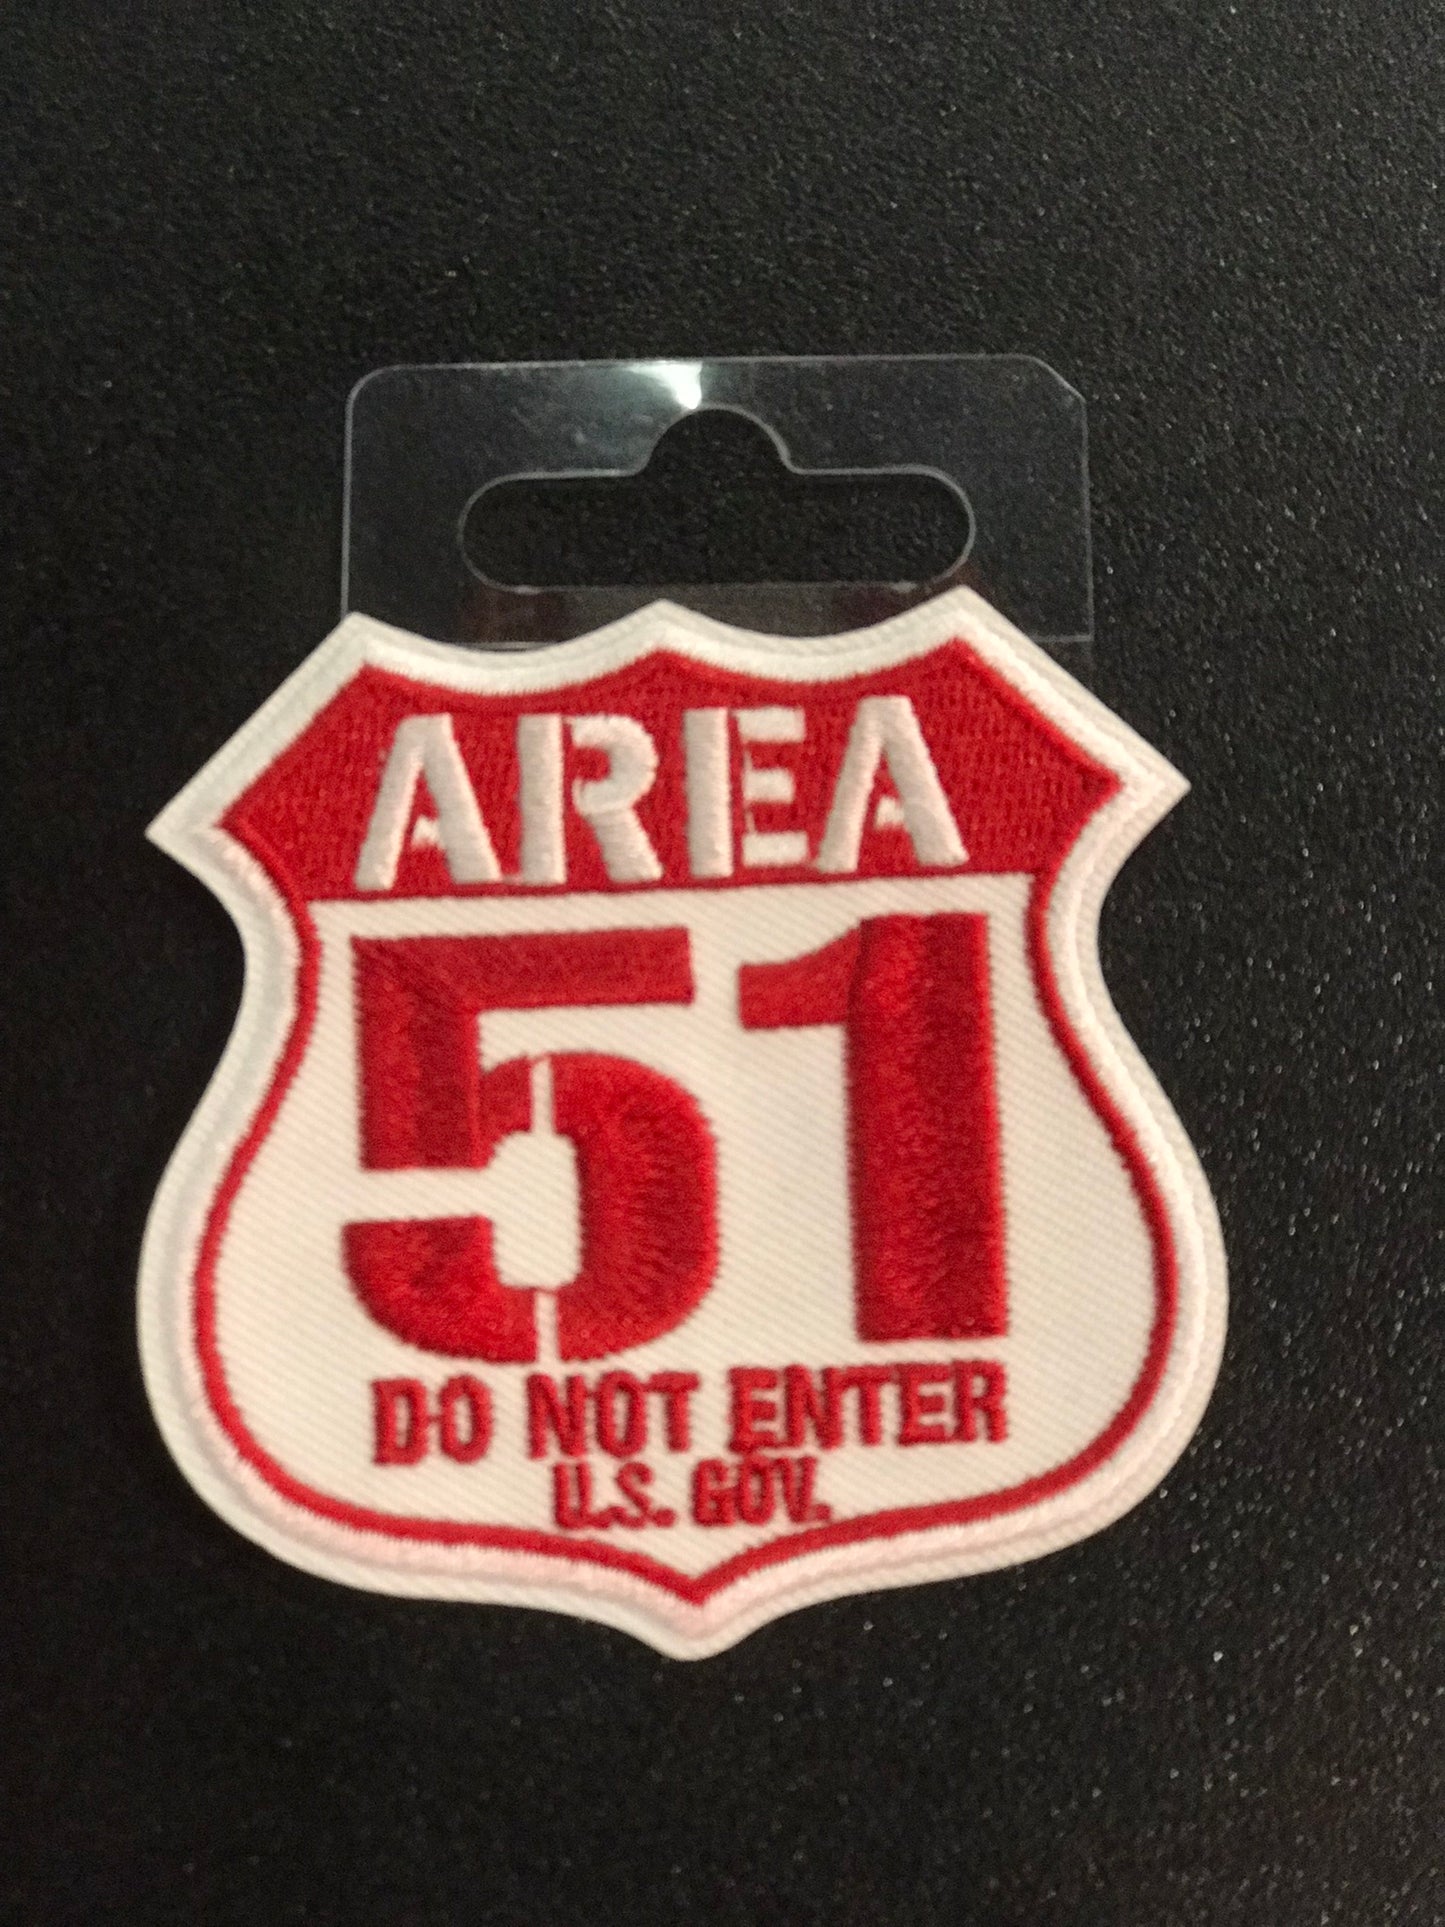 AREA
51
DO NOT ENTER
U.S. GOV.